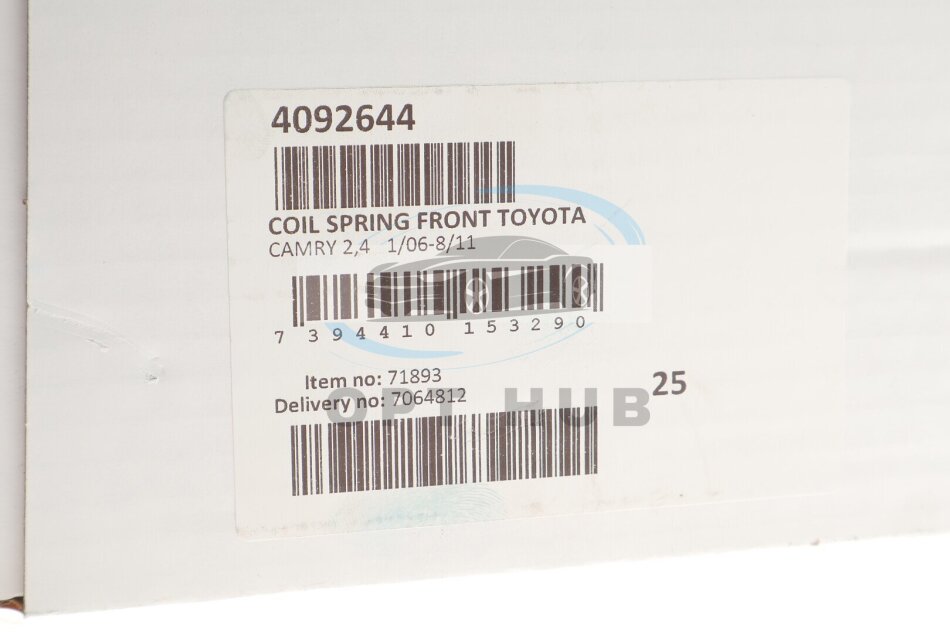 4092644
COIL SPRING FRONT TOYOTA
CAMRY 2,4 1/06-8/11
7 394410 153290
Item no: 71893
Delivery no: 7064812
25
OPT HUB